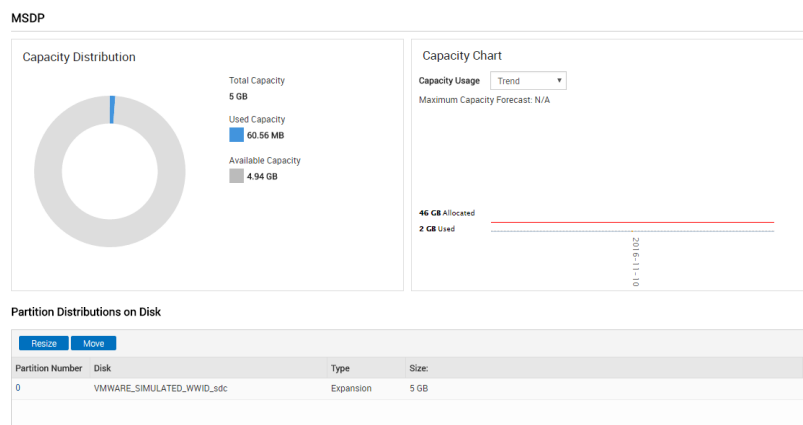 MSDP
Capacity Distribution
Total Capacity
5 GB
Used Capacity
60.56 MB
Available Capacity
4.94 GB
Capacity Chart
Capacity Usage Trend
Maximum Capacity Forecast: N/A
46 GB Allocated
2 GB Used
2016-11-10
Partition Distributions on Disk
Resize Move
Partition Number Disk Type Size:
0 VMWARE_SIMULATED_WWID_sdc Expansion 5 GB